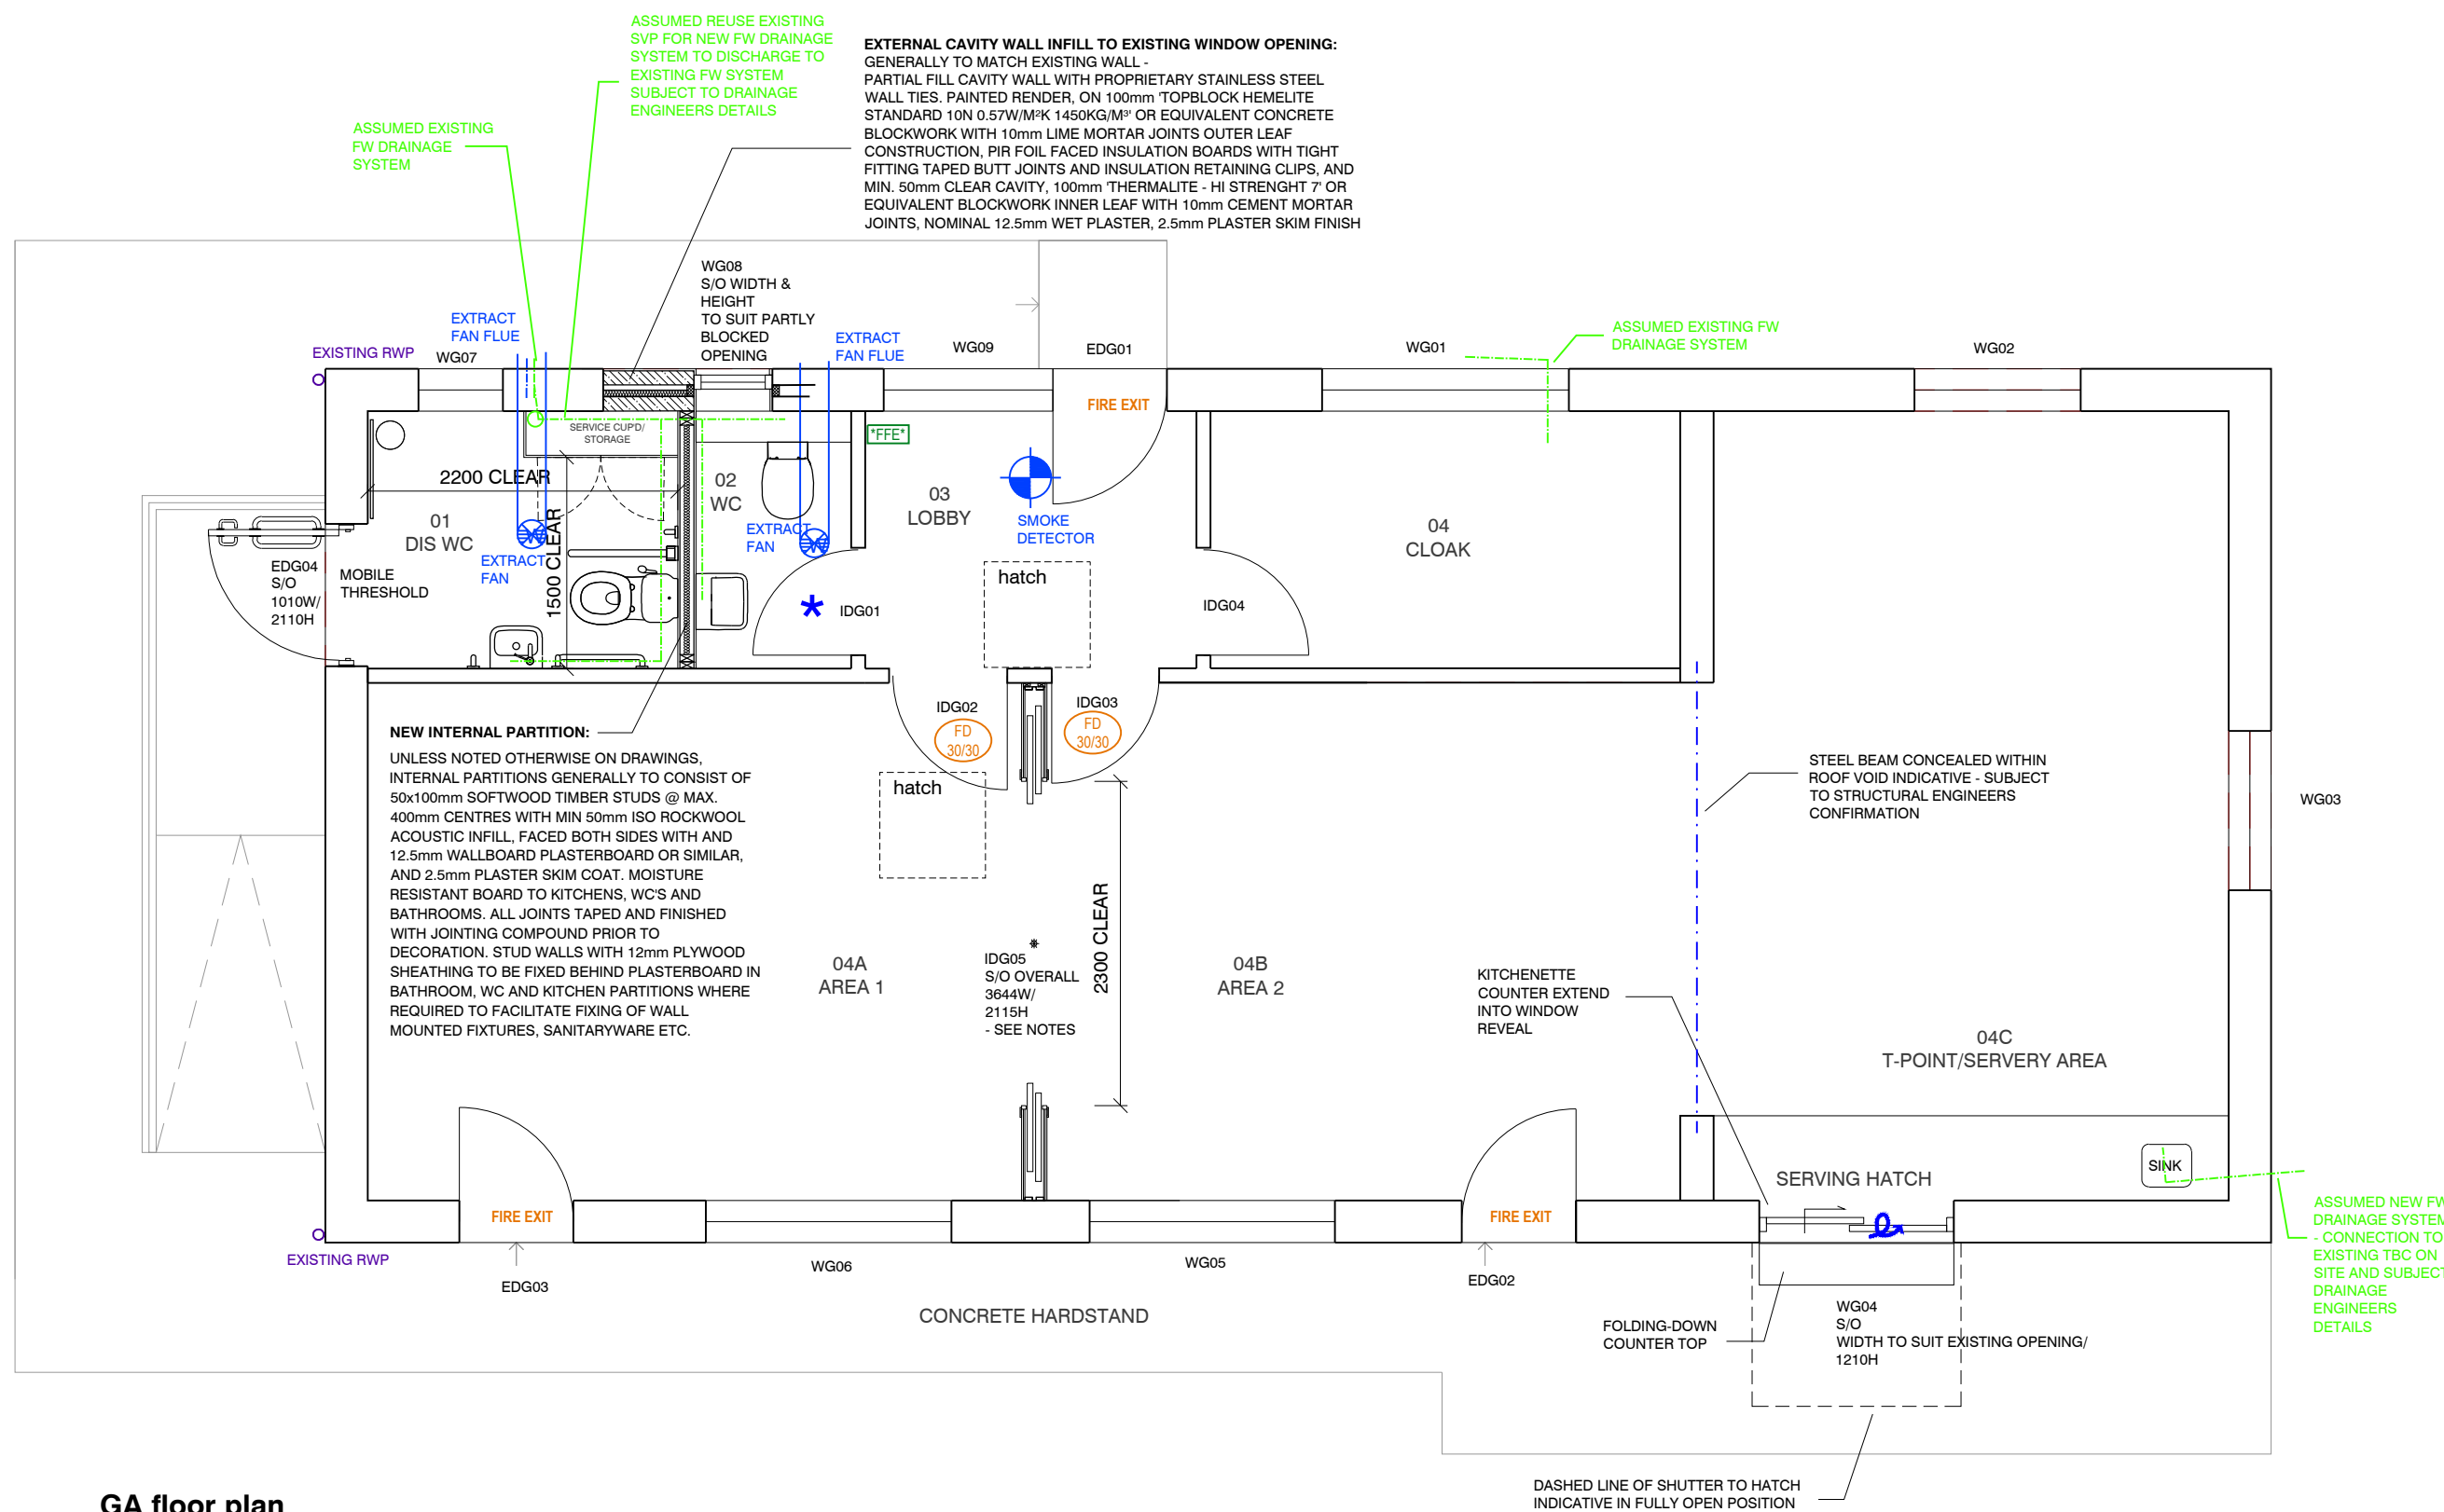 ASSUMED REUSE EXISTING
SVP FOR NEW FW DRAINAGE
SYSTEM TO DISCHARGE TO
EXISTING FW SYSTEM
SUBJECT TO DRAINAGE
ENGINEERS DETAILS
EXTERNAL CAVITY WALL INFILL TO EXISTING WINDOW OPENING:
GENERALLY TO MATCH EXISTING WALL -
PARTIAL FILL CAVITY WALL WITH PROPRIETARY STAINLESS STEEL
WALL TIES. PAINTED RENDER, ON 100mm 'TOPBLOCK HEMELITE
STANDARD 10N 0.57W/M²K 1450KG/M³' OR EQUIVALENT CONCRETE
BLOCKWORK WITH 10mm LIME MORTAR JOINTS OUTER LEAF
CONSTRUCTION, PIR FOIL FACED INSULATION BOARDS WITH TIGHT
FITTING TAPED BUTT JOINTS AND INSULATION RETAINING CLIPS, AND
MIN. 50mm CLEAR CAVITY, 100mm 'THERMALITE - HI STRENGHT 7' OR
EQUIVALENT BLOCKWORK INNER LEAF WITH 10mm CEMENT MORTAR
JOINTS, NOMINAL 12.5mm WET PLASTER, 2.5mm PLASTER SKIM FINISH
ASSUMED EXISTING
FW DRAINAGE
SYSTEM
WG08
S/O WIDTH &
HEIGHT
TO SUIT PARTLY
BLOCKED
OPENING
EXTRACT
FAN FLUE
EXTRACT
FAN FLUE
EXISTING RWP
WG07
WG09
EDG01
WG01
ASSUMED EXISTING FW
DRAINAGE SYSTEM
WG02
FIRE EXIT
SERVICE CUP'D/
STORAGE
*FFE*
2200 CLEAR
02
WC
03
LOBBY
01
DIS WC
1500 CLEAR
EXTRACT
FAN
EXTRACT
FAN
SMOKE
DETECTOR
04
CLOAK
EDG04
S/O
1010W/
2110H
MOBILE
THRESHOLD
hatch
*
IDG01
IDG04
IDG02
FD
30/30
IDG03
FD
30/30
NEW INTERNAL PARTITION:
UNLESS NOTED OTHERWISE ON DRAWINGS,
INTERNAL PARTITIONS GENERALLY TO CONSIST OF
50x100mm SOFTWOOD TIMBER STUDS @ MAX.
400mm CENTRES WITH MIN 50mm ISO ROCKWOOL
ACOUSTIC INFILL, FACED BOTH SIDES WITH AND
12.5mm WALLBOARD PLASTERBOARD OR SIMILAR,
AND 2.5mm PLASTER SKIM COAT. MOISTURE
RESISTANT BOARD TO KITCHENS, WC'S AND
BATHROOMS. ALL JOINTS TAPED AND FINISHED
WITH JOINTING COMPOUND PRIOR TO
DECORATION. STUD WALLS WITH 12mm PLYWOOD
SHEATHING TO BE FIXED BEHIND PLASTERBOARD IN
BATHROOM, WC AND KITCHEN PARTITIONS WHERE
REQUIRED TO FACILITATE FIXING OF WALL
MOUNTED FIXTURES, SANITARYWARE ETC.
hatch
STEEL BEAM CONCEALED WITHIN
ROOF VOID INDICATIVE - SUBJECT
TO STRUCTURAL ENGINEERS
CONFIRMATION
WG03
2300 CLEAR
04A
AREA 1
*
IDG05
S/O OVERALL
3644W/
2115H
- SEE NOTES
04B
AREA 2
KITCHENETTE
COUNTER EXTEND
INTO WINDOW
REVEAL
04C
T-POINT/SERVERY AREA
SINK
SERVING HATCH
FIRE EXIT
FIRE EXIT
ASSUMED NEW FW
DRAINAGE SYSTEM
- CONNECTION TO
EXISTING TBC ON
SITE AND SUBJECT
DRAINAGE
ENGINEERS
DETAILS
EXISTING RWP
EDG03
WG06
WG05
EDG02
CONCRETE HARDSTAND
FOLDING-DOWN
COUNTER TOP
WG04
S/O
WIDTH TO SUIT EXISTING OPENING/
1210H
DASHED LINE OF SHUTTER TO HATCH
INDICATIVE IN FULLY OPEN POSITION
GA floor plan